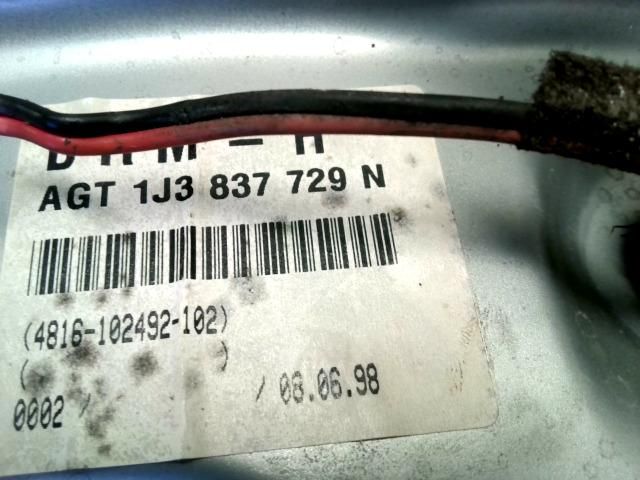 AGT 1J3 837 729 N
(4816-102492-102)
( )
0002 / / 08.06.98